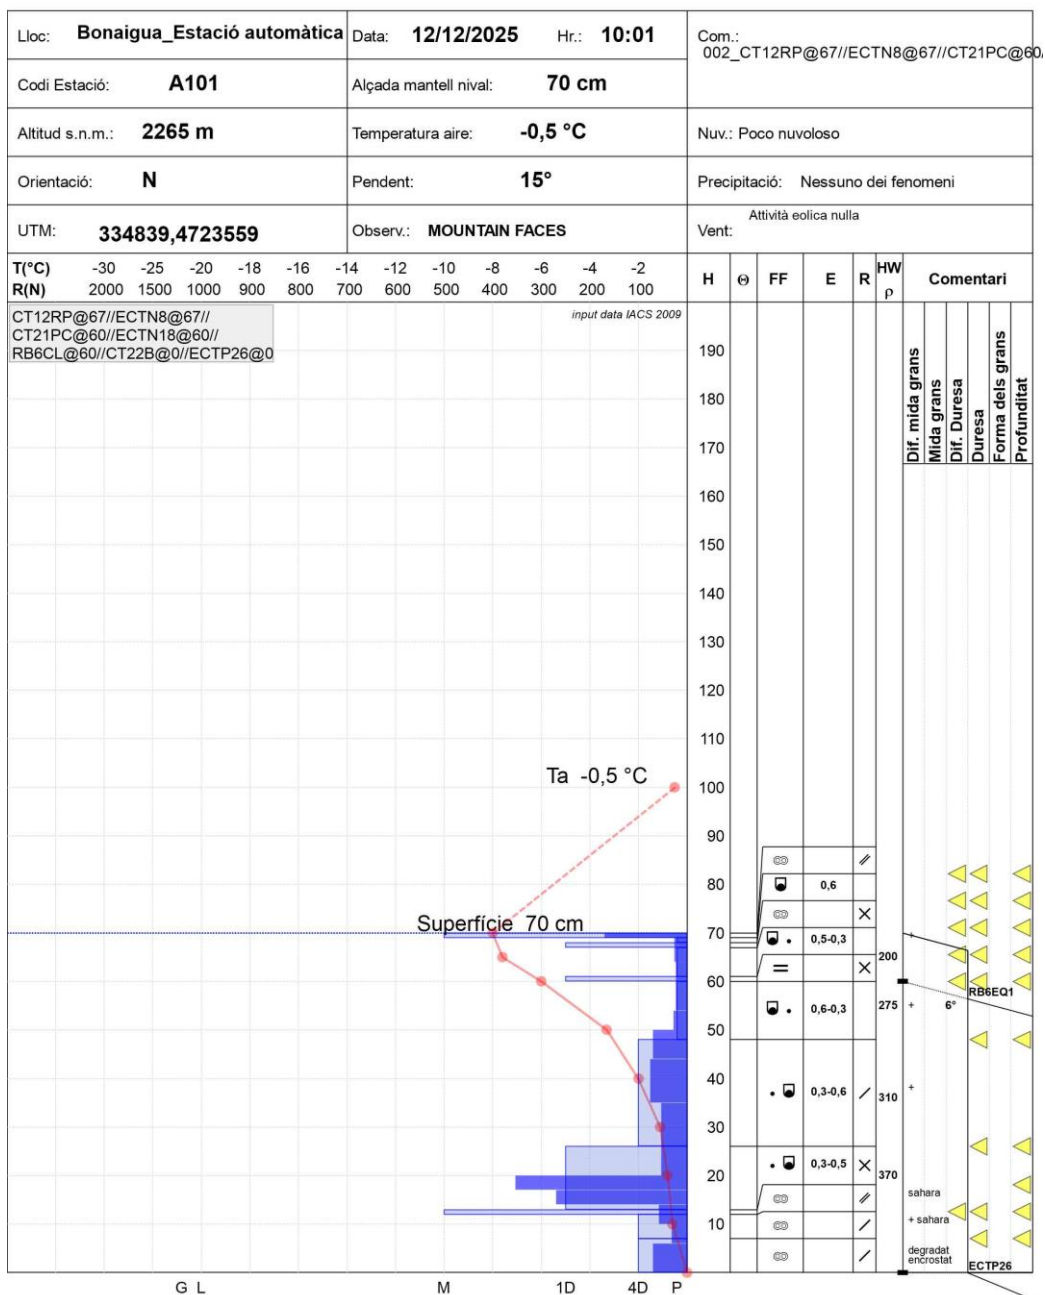 Lloc: Bonaigua_Estació automàtica Data: 12/12/2025 Hr.: 10:01 Com.:
002_CT12RP@67//ECTN8@67//CT21PC@60/
Codi Estació: A101 Alçada mantell nival: 70 cm
Altitud s.n.m.: 2265 m Temperatura aire: -0,5 °C Nuv.: Poco nuvoloso
Orientació: N Pendent: 15° Precipitació: Nessuno dei fenomeni
UTM: 334839,4723559 Observ.: MOUNTAIN FACES Vent: Attività eolica nulla
T(°C) -30 -25 -20 -18 -16 -14 -12 -10 -8 -6 -4 -2
R(N) 2000 1500 1000 900 800 700 600 500 400 300 200 100
H Θ FF E R HW ρ Comentari
CT12RP@67//ECTN8@67//
CT21PC@60//ECTN18@60//
RB6CL@60//CT22B@0//ECTP26@0
input data IACS 2009
Dif. mida grans
Mida grans
Dif. Duresa
Duresa
Forma dels grans
Profunditat
190
180
170
160
150
140
130
120
110
Ta -0,5 °C
100
90
80 0,6
Superfície 70 cm
70 0,5-0,3 +
200
60 RB6EQ1
0,6-0,3 275 + 6°
50
40 0,3-0,6 310 +
30
20 0,3-0,5 370
sahara
10 + sahara
degradat
encrostat
ECTP26
G L M 1D 4D P